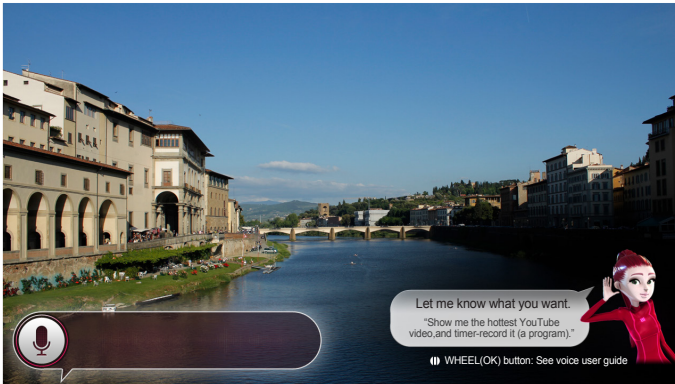 Let me know what you want.
“Show me the hottest YouTube
video,and timer-record it (a program).”
WHEEL(OK) button: See voice user guide